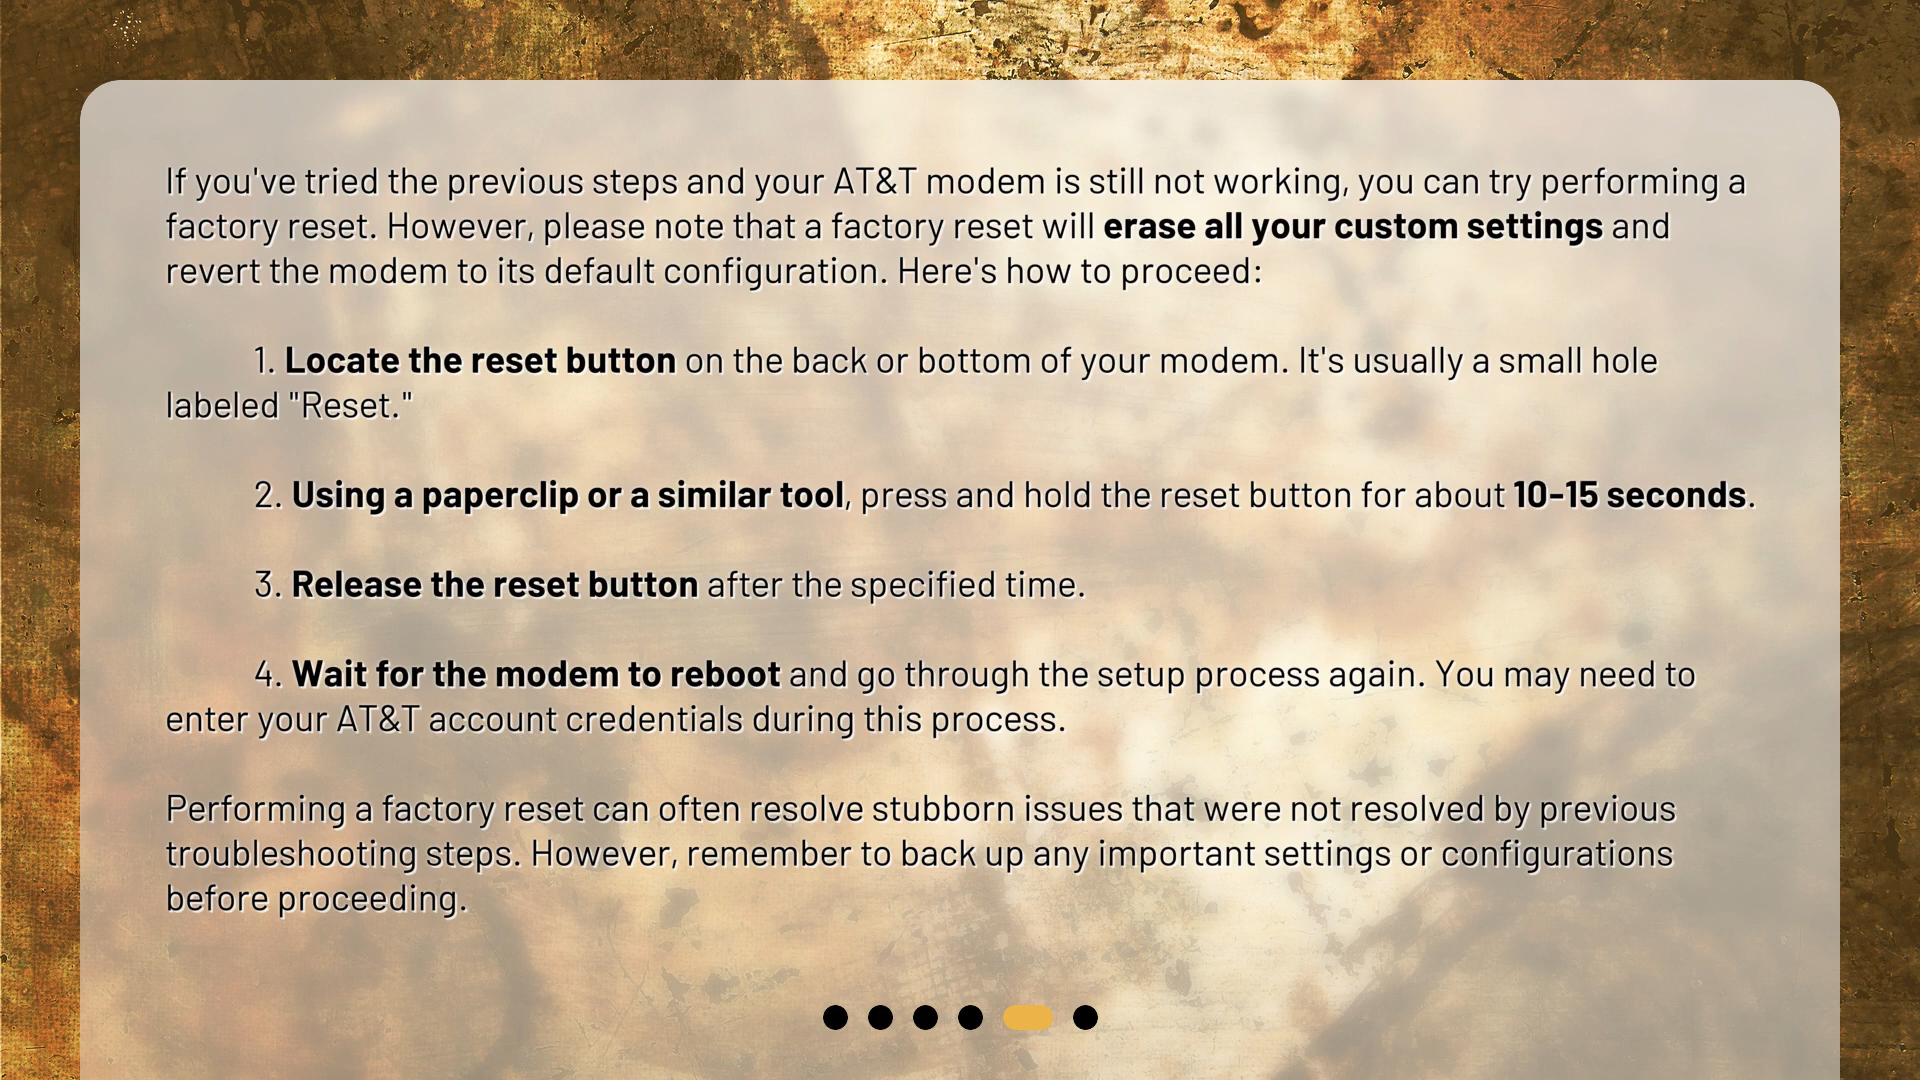 If you've tried the previous steps and your AT&T modem is still not working, you can try performing a
factory reset. However, please note that a factory reset will erase all your custom settings and
revert the modem to its default configuration. Here's how to proceed:
1. Locate the reset button on the back or bottom of your modem. It's usually a small hole
labeled "Reset."
2. Using a paperclip or a similar tool, press and hold the reset button for about 10-15 seconds.
3. Release the reset button after the specified time.
4. Wait for the modem to reboot and go through the setup process again. You may need to
enter your AT&T account credentials during this process.
Performing a factory reset can often resolve stubborn issues that were not resolved by previous
troubleshooting steps. However, remember to back up any important settings or configurations
before proceeding.